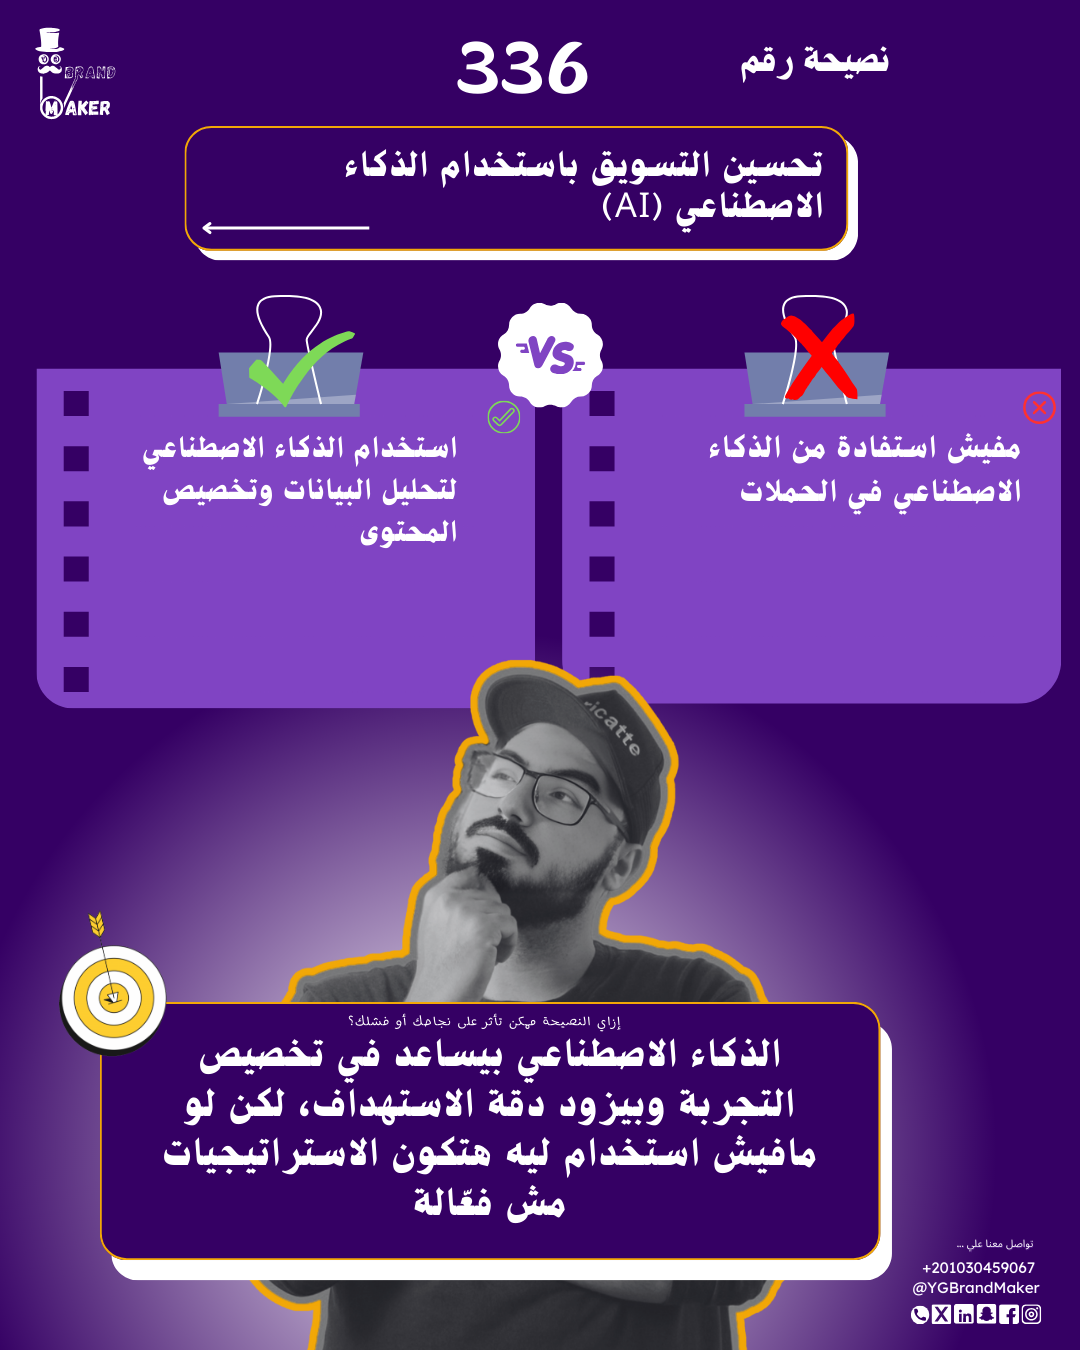 BRAND
MAKER
نصيحة رقم
336
تحسين التسويق باستخدام الذكاء
الاصطناعي (AI)
VS
مفيش استفادة من الذكاء
الاصطناعي في الحملات
استخدام الذكاء الاصطناعي
لتحليل البيانات وتخصيص
المحتوى
icatte
إزاي النصيحة ممكن تأثر على نجاحك أو فشلك؟
الذكاء الاصطناعي بيساعد في تخصيص
التجربة وبيزود دقة الاستهداف، لكن لو
مافيش استخدام ليه هتكون الاستراتيجيات
مش فعّالة
تواصل معنا علي ...
+201030459067
@YGBrandMaker